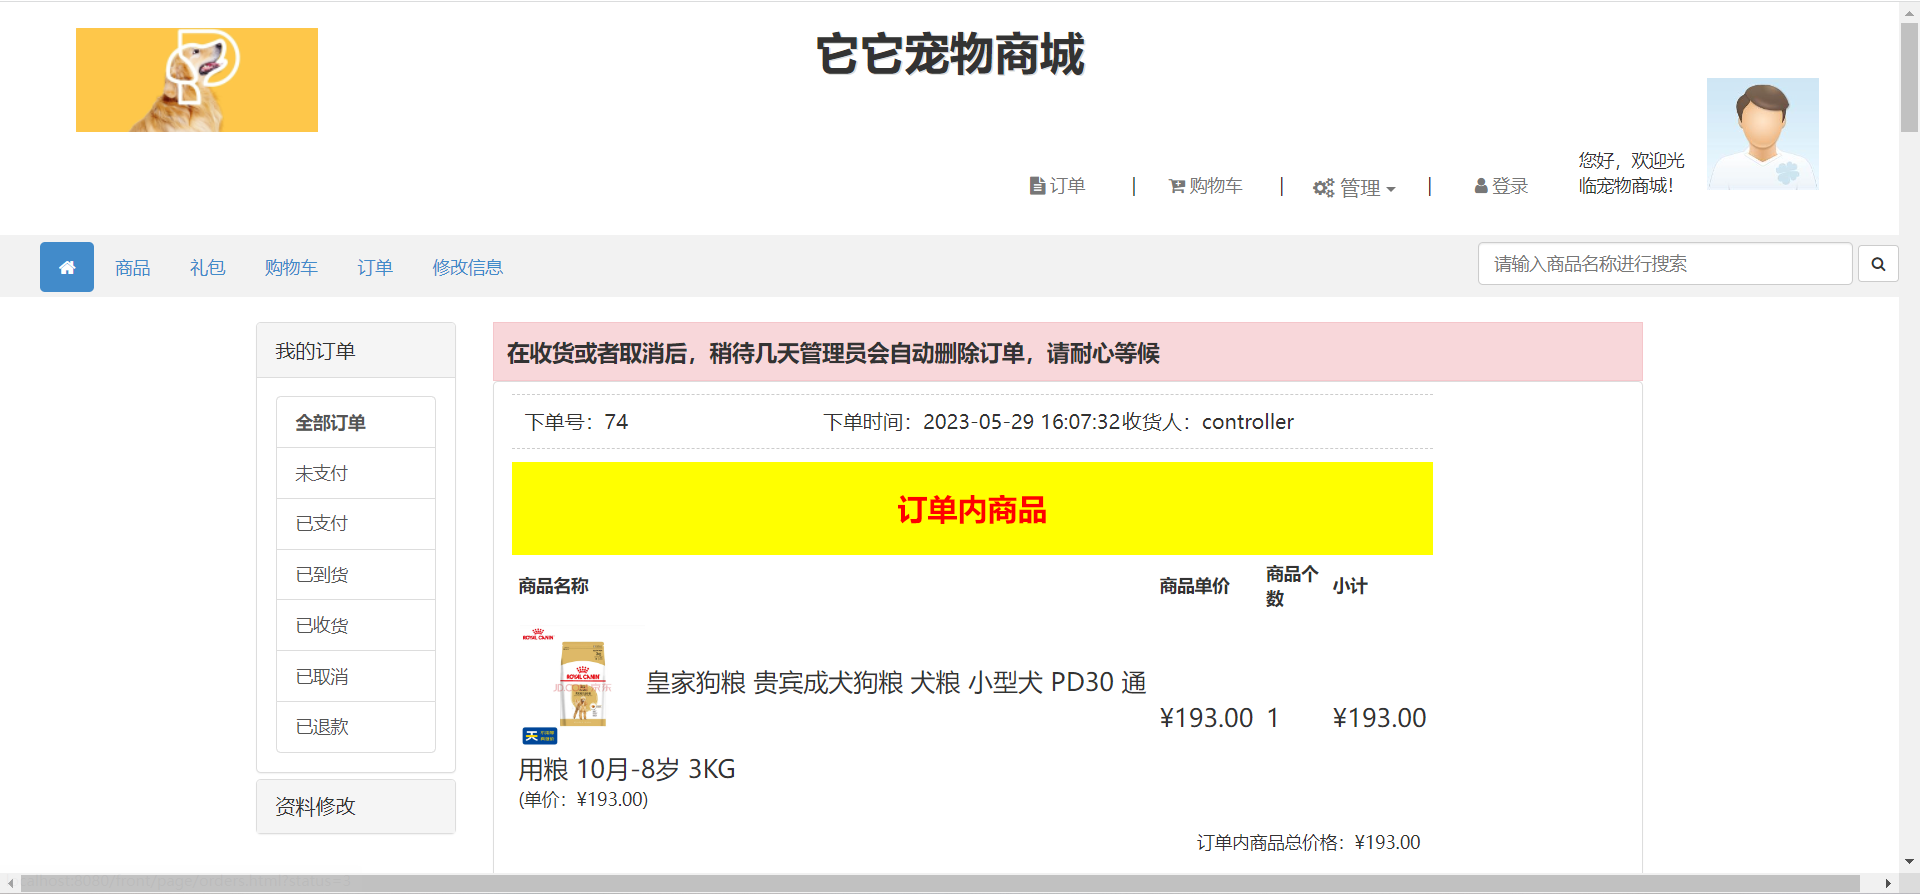 它它宠物商城
您好，欢迎光
临宠物商城！
订单 | 购物车 | 管理 | 登录
商品 礼包 购物车 订单 修改信息 请输入商品名称进行搜索
我的订单
全部订单
未支付
已支付
已到货
已收货
已取消
已退款
资料修改
在收货或者取消后，稍待几天管理员会自动删除订单，请耐心等候
下单号：74 下单时间：2023-05-29 16:07:32收货人：controller
订单内商品
商品名称 商品单价 商品个数 小计
ROYAL CANIN
ROYAL CANIN
皇家狗粮 贵宾成犬狗粮 犬粮 小型犬 PD30 通
¥193.00 1 ¥193.00
天
用粮 10月-8岁 3KG
(单价：¥193.00)
订单内商品总价格：¥193.00